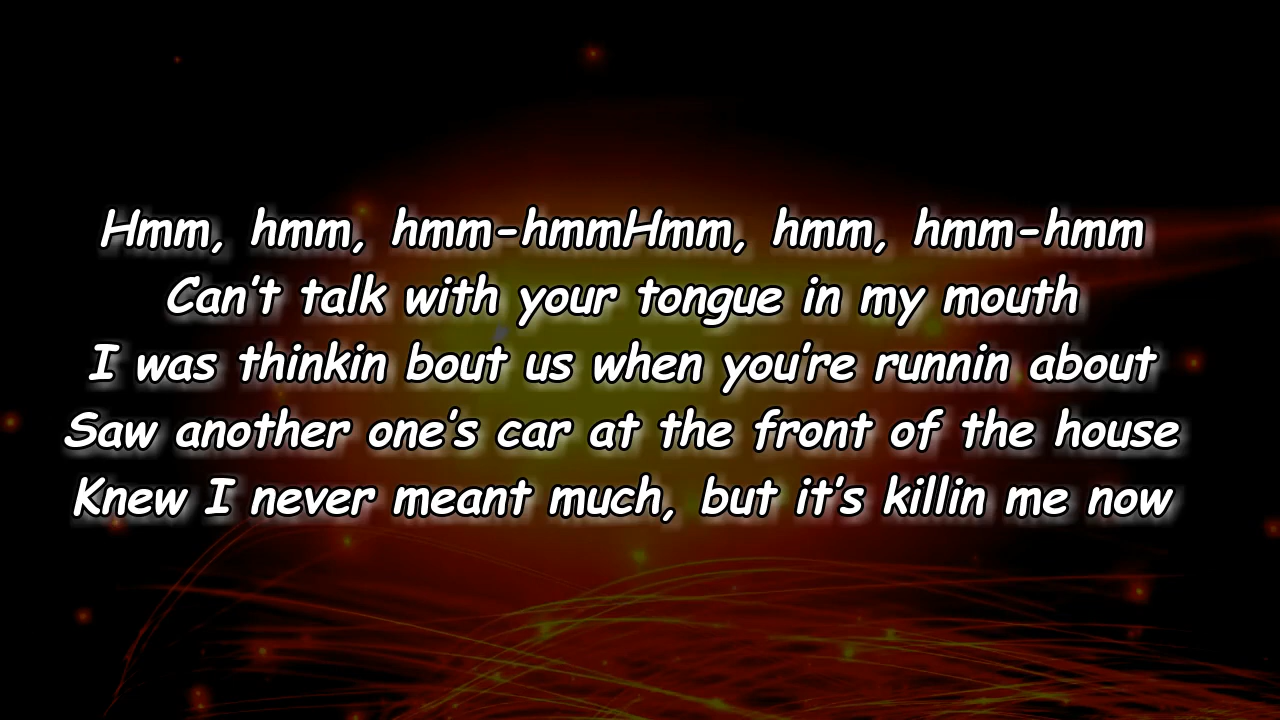 Hmm, hmm, hmm-hmmHmm, hmm, hmm-hmm
Can't talk with your tongue in my mouth
I was thinkin bout us when you're runnin about
Saw another one's car at the front of the house
Knew I never meant much, but it's killin me now